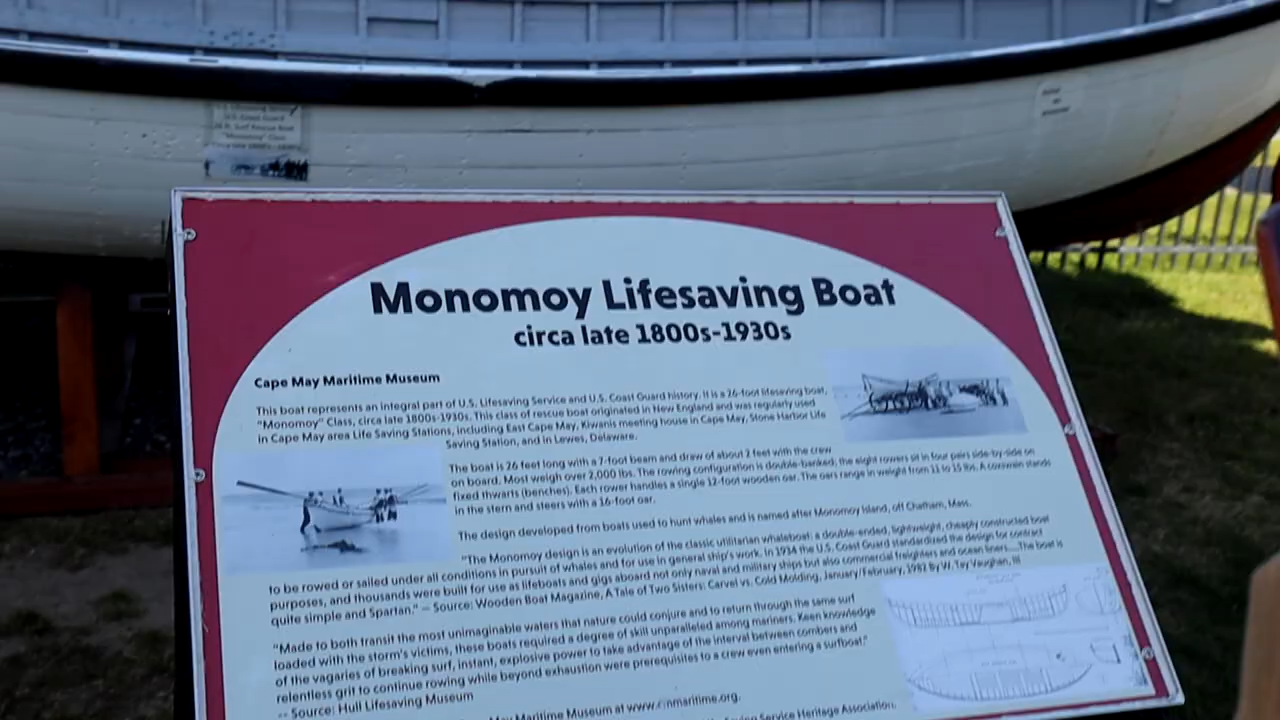 U.S. Coast Guard
26 ft. Surf Rescue Boat
"Monomoy" Class
Monomoy Lifesaving Boat
circa late 1800s-1930s
Cape May Maritime Museum
This boat represents an integral part of U.S. Lifesaving Service and U.S. Coast Guard history. It is a 26-foot lifesaving boat,
"Monomoy" Class, circa late 1800s-1930s. This class of rescue boat originated in New England and was regularly used
in Cape May area Life Saving Stations, including East Cape May, Kiwanis meeting house in Cape May, Stone Harbor Life
Saving Station, and in Lewes, Delaware.
The boat is 26 feet long with a 7-foot beam and draw of about 2 feet with the crew
on board. Most weigh over 2,000 lbs. The rowing configuration is double-banked; the eight rowers sit in four pairs side-by-side on
fixed thwarts (benches). Each rower handles a single 12-foot wooden oar. The oars range in weight from 11 to 15 lbs. A coxswain stands
in the stern and steers with a 16-foot oar.
The design developed from boats used to hunt whales and is named after Monomoy Island, off Chatham, Mass.
"The Monomoy design is an evolution of the classic utilitarian whaleboat: a double-ended, lightweight, cheaply constructed boat
to be rowed or sailed under all conditions in pursuit of whales and for use in general ship's work. In 1934 the U.S. Coast Guard standardized the design for contract
purposes, and thousands were built for use as lifeboats and gigs aboard not only naval and military ships but also commercial freighters and ocean liners....The boat is
quite simple and Spartan." — Source: Wooden Boat Magazine, A Tale of Two Sisters: Carvel vs. Cold Molding, January/February, 1987 By W. Tay Vaughan, III
"Made to both transit the most unimaginable waters that nature could conjure and to return through the same surf
loaded with the storm's victims, these boats required a degree of skill unparalleled among mariners. Keen knowledge
of the vagaries of breaking surf, instant, explosive power to take advantage of the interval between combers and
relentless grit to continue rowing while beyond exhaustion were prerequisites to a crew even entering a surfboat."
-- Source: Hull Lifesaving Museum
May Maritime Museum at www.cmmaritime.org.
Saving Service Heritage Association.